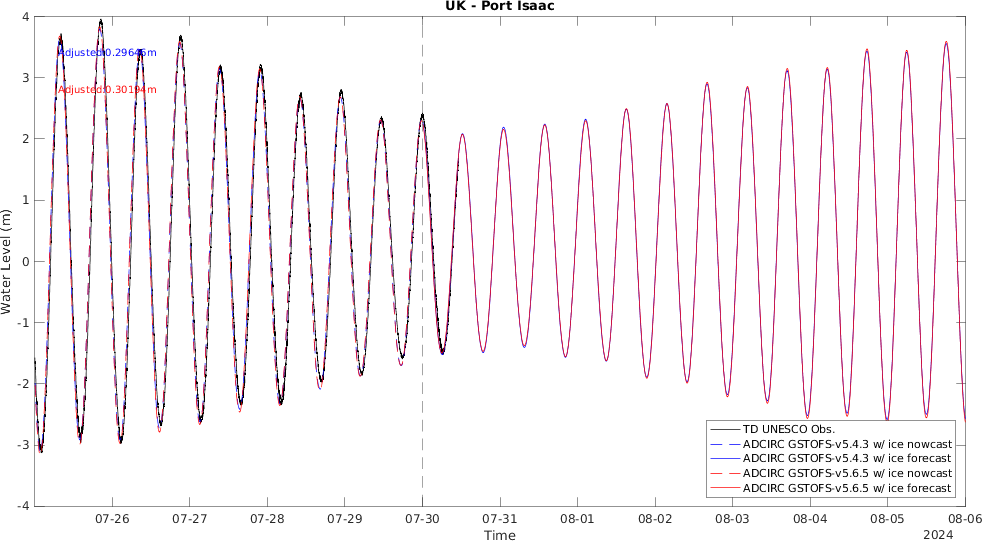 UK - Port Isaac
4
3
2
1
0
-1
-2
-3
-4
Water Level (m)
Adjusted:0.29645m
Adjusted:0.30194m
TD UNESCO Obs.
ADCIRC GSTOFS-v5.4.3 w/ ice nowcast
ADCIRC GSTOFS-v5.4.3 w/ ice forecast
ADCIRC GSTOFS-v5.6.5 w/ ice nowcast
ADCIRC GSTOFS-v5.6.5 w/ ice forecast
07-26 07-27 07-28 07-29 07-30 07-31 08-01 08-02 08-03 08-04 08-05 08-06
Time
2024